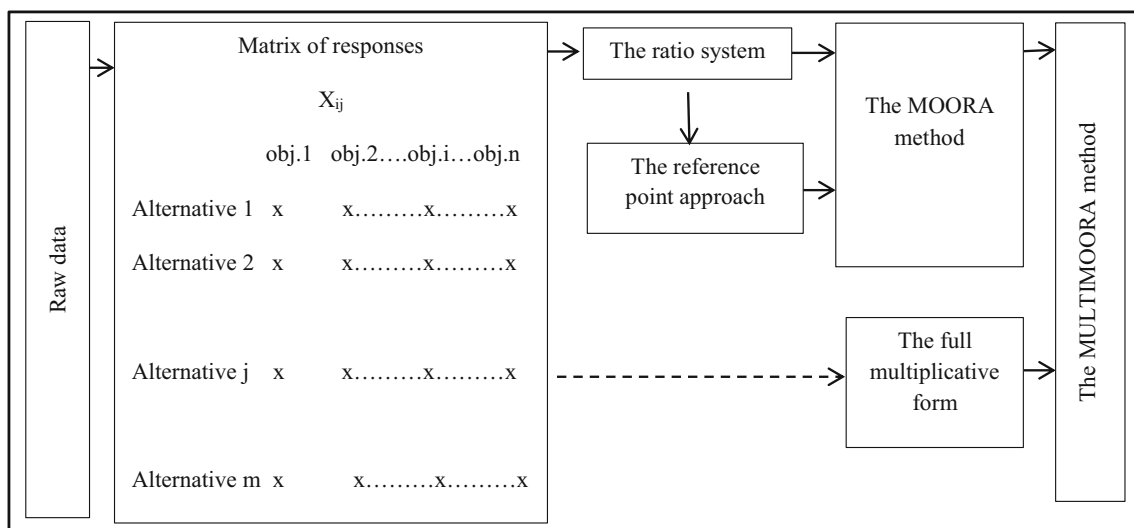 Raw data
Matrix of responses
Xij
obj.1 obj.2….obj.i…obj.n
Alternative 1 x x………x………x
Alternative 2 x x………x………x
Alternative j x x………x………x
Alternative m x x………x………x
The ratio system
The reference
point approach
The MOORA
method
The full
multiplicative
form
The MULTIMOORA method